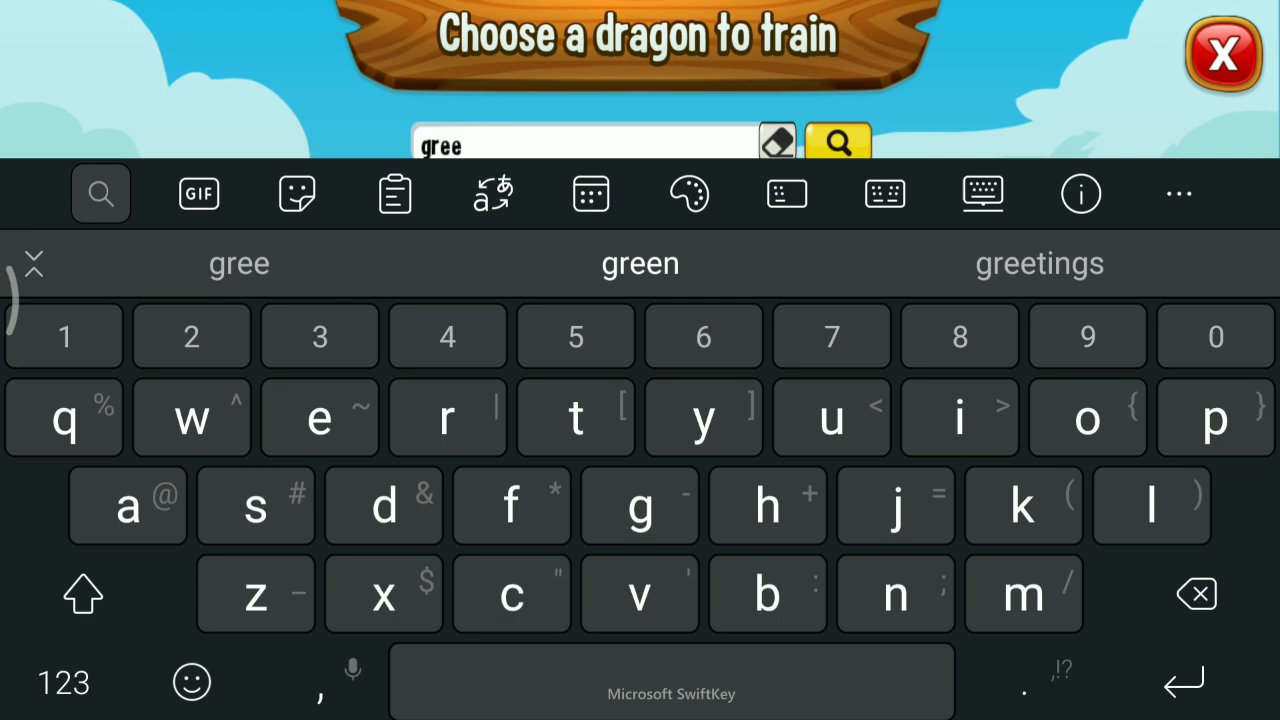 Choose a dragon to train
X
gree
GIF
gree green greetings
1 2 3 4 5 6 7 8 9 0
q % w ^ e ~ r | t [ y ] u < i > o { p }
a @ s # d & f * g - h + j = k ( l )
z _ x $ c " v ' b : n ; m /
123 , Microsoft SwiftKey . ,!?